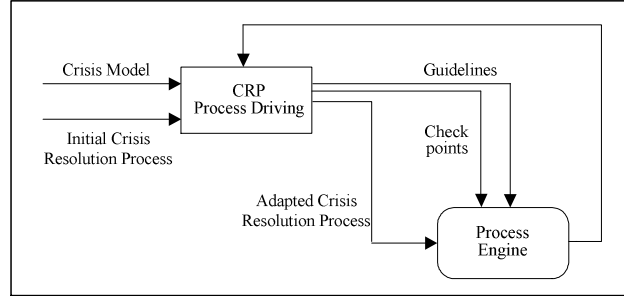 Crisis Model
Initial Crisis
Resolution Process
CRP
Process Driving
Guidelines
Check
points
Adapted Crisis
Resolution Process
Process
Engine